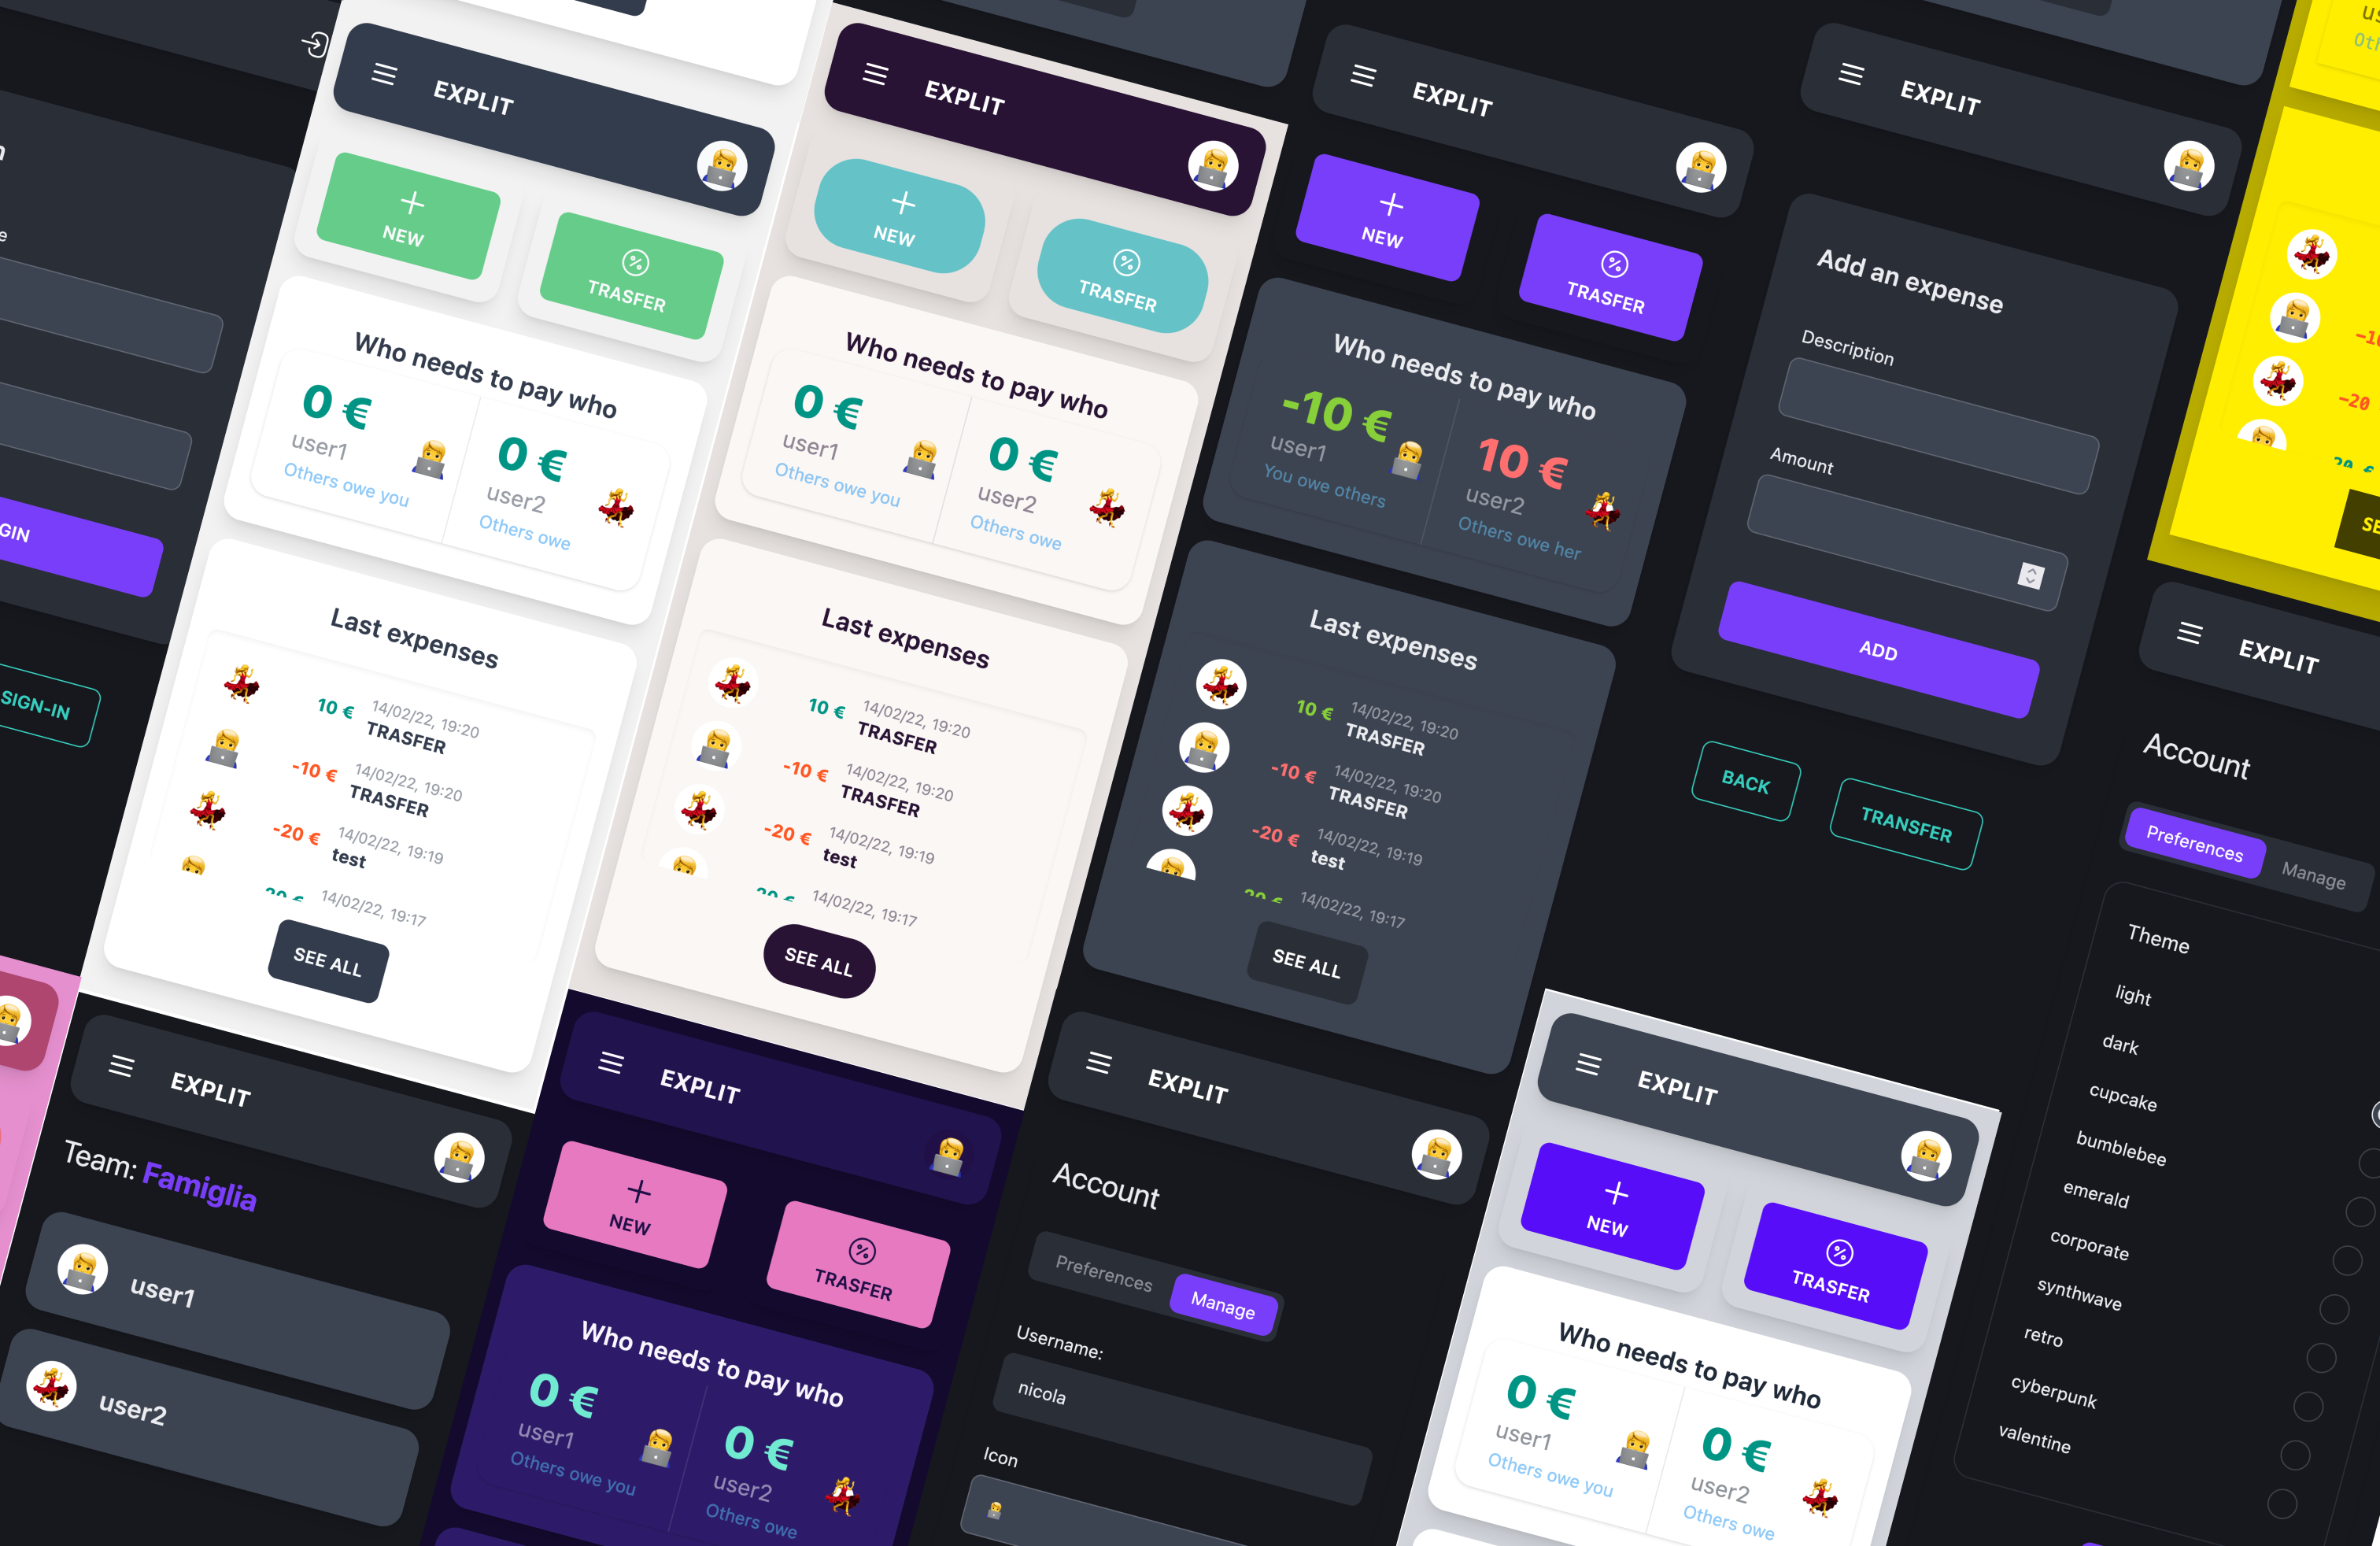 GIN
SIGN-IN
EXPLIT
NEW
TRASFER
Who needs to pay who
0 €
user1
Others owe you
0 €
user2
Others owe
Last expenses
10 €
14/02/22, 19:20
TRASFER
-10 €
14/02/22, 19:20
TRASFER
-20 €
14/02/22, 19:19
test
14/02/22, 19:17
SEE ALL
EXPLIT
NEW
TRASFER
Who needs to pay who
0 €
user1
Others owe you
0 €
user2
Others owe
Last expenses
10 €
14/02/22, 19:20
TRASFER
-10 €
14/02/22, 19:20
TRASFER
-20 €
14/02/22, 19:19
test
14/02/22, 19:17
SEE ALL
EXPLIT
NEW
TRASFER
Who needs to pay who
-10 €
user1
You owe others
10 €
user2
Others owe her
Last expenses
10 €
14/02/22, 19:20
TRASFER
-10 €
14/02/22, 19:20
TRASFER
-20 €
14/02/22, 19:19
test
14/02/22, 19:17
SEE ALL
EXPLIT
Add an expense
Description
Amount
ADD
BACK
TRANSFER
-20
EXPLIT
Account
Preferences
Manage
Theme
light
dark
cupcake
bumblebee
emerald
corporate
synthwave
retro
cyberpunk
valentine
EXPLIT
Team: Famiglia
user1
user2
EXPLIT
NEW
TRASFER
Who needs to pay who
0 €
user1
Others owe you
0 €
user2
Others owe
EXPLIT
Account
Preferences
Manage
Username:
nicola
Icon
EXPLIT
NEW
TRASFER
Who needs to pay who
0 €
user1
Others owe you
0 €
user2
Others owe